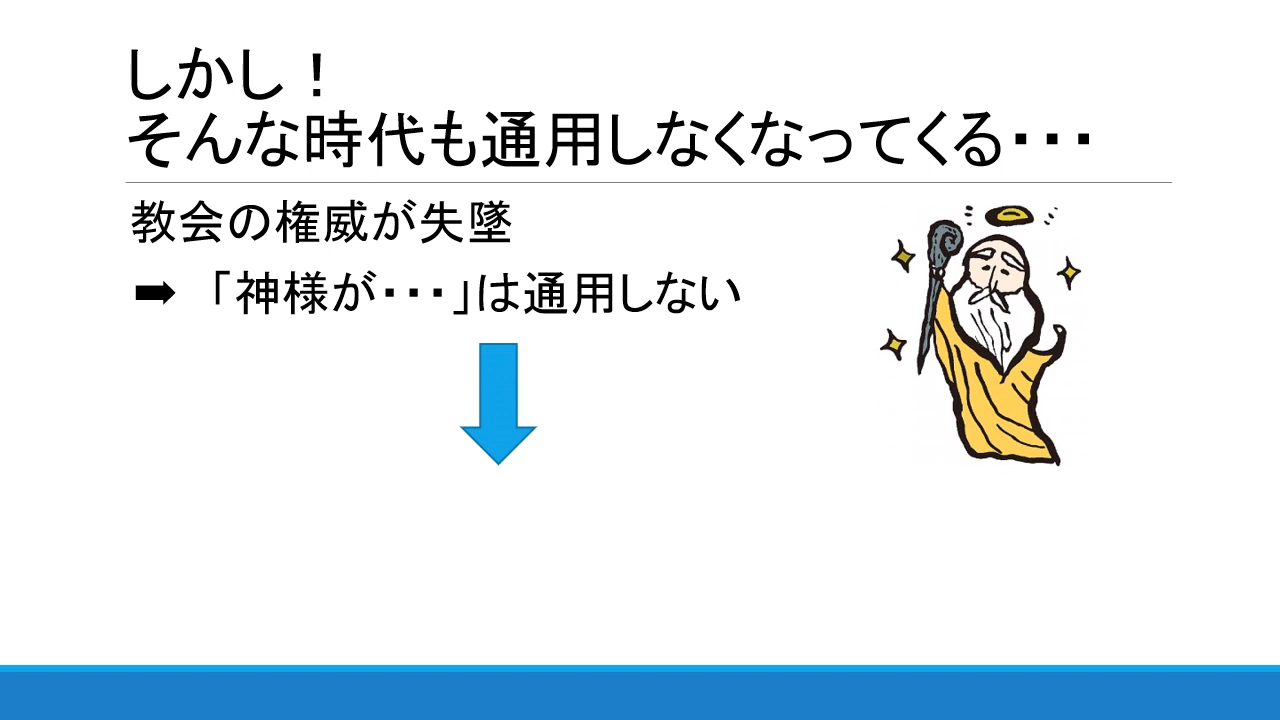 しかし！
そんな時代も通用しなくなってくる・・・
教会の権威が失墜
➡ 「神様が・・・」は通用しない